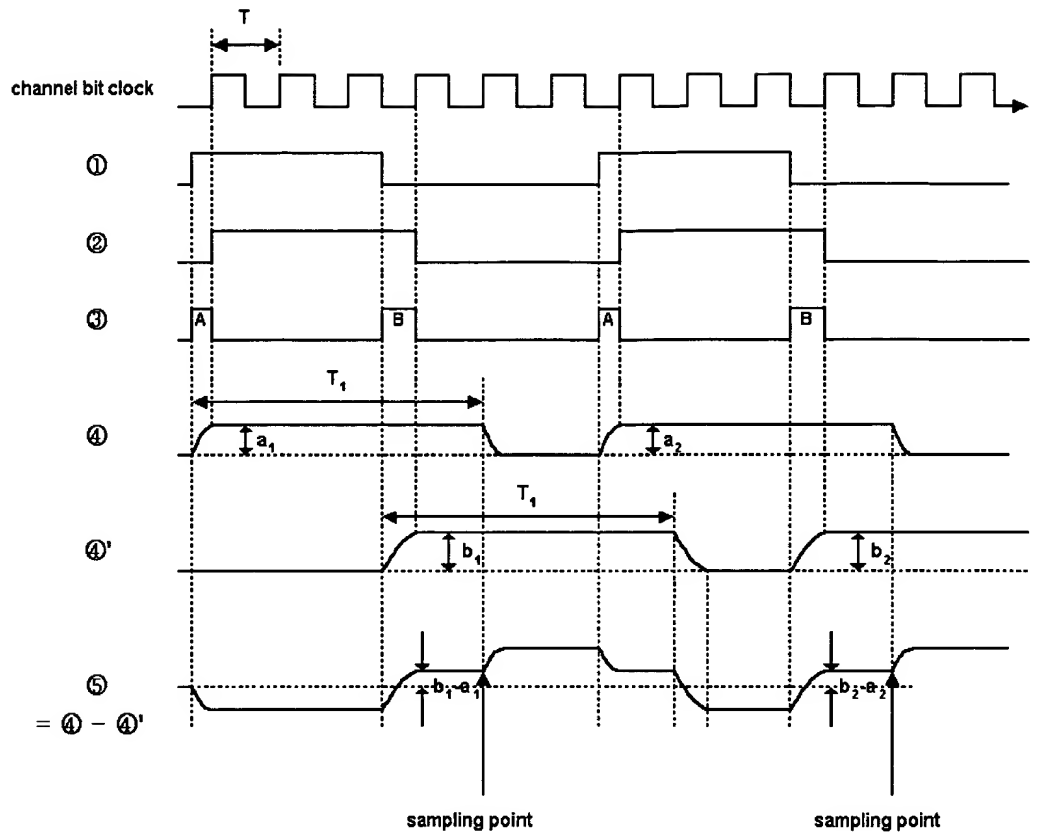 T
channel bit clock
①
②
③ A B A B
T₁
④ a₁ a₂
T₁
④' b₁ b₂
⑤ b₁-a₁ b₂-a₂
= ④ - ④'
sampling point sampling point